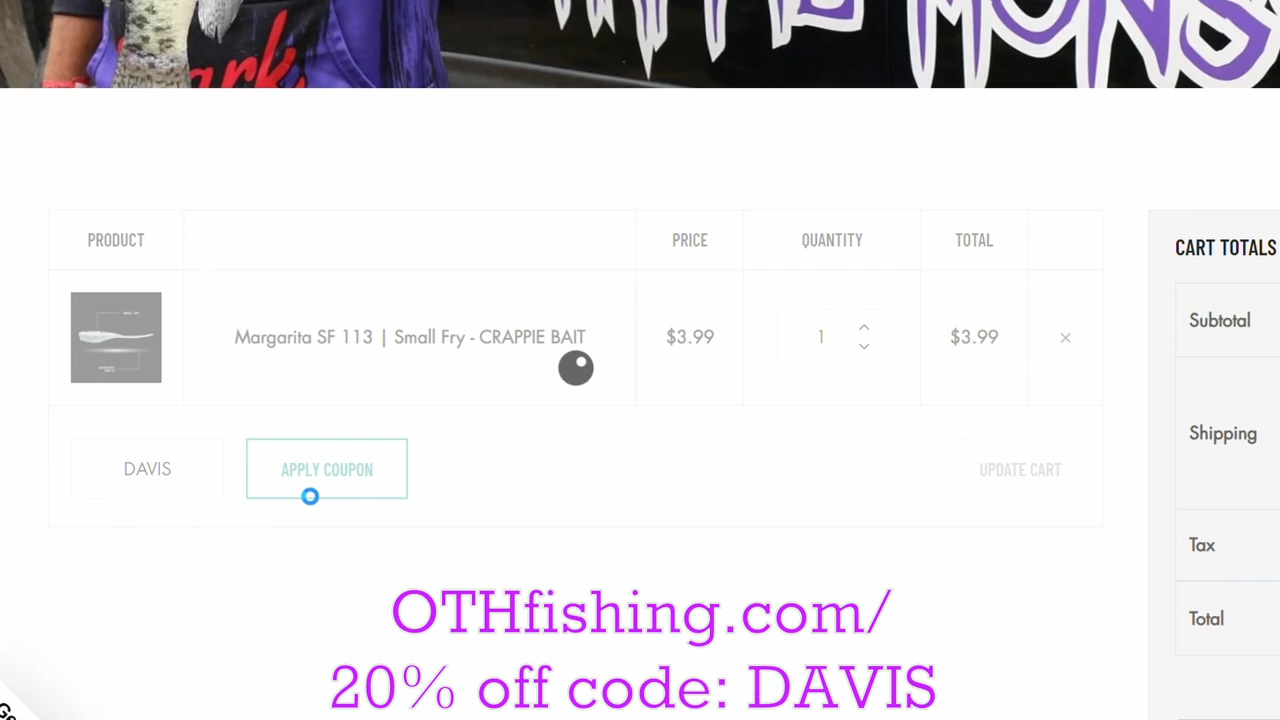 PRODUCT PRICE QUANTITY TOTAL
CART TOTALS
Margarita SF 113 | Small Fry - CRAPPIE BAIT $3.99 1 $3.99 ×
Subtotal
Shipping
DAVIS APPLY COUPON UPDATE CART
Tax
Total
OTHfishing.com/
20% off code: DAVIS